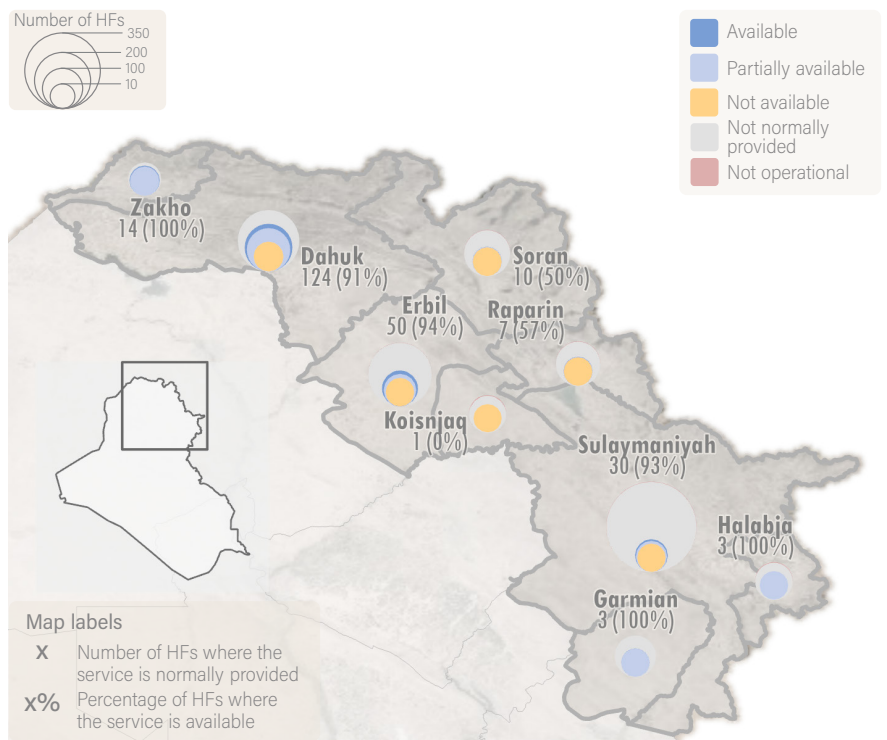 Number of HFs
350
200
100
10
Available
Partially available
Not available
Not normally
provided
Not operational
Zakho
14 (100%)
Dahuk
124 (91%)
Soran
10 (50%)
Erbil
50 (94%)
Raparin
7 (57%)
Koisnjaq
1 (0%)
Sulaymaniyah
30 (93%)
Halabja
3 (100%)
Garmian
3 (100%)
Map labels
X Number of HFs where the
service is normally provided
x% Percentage of HFs where
the service is available